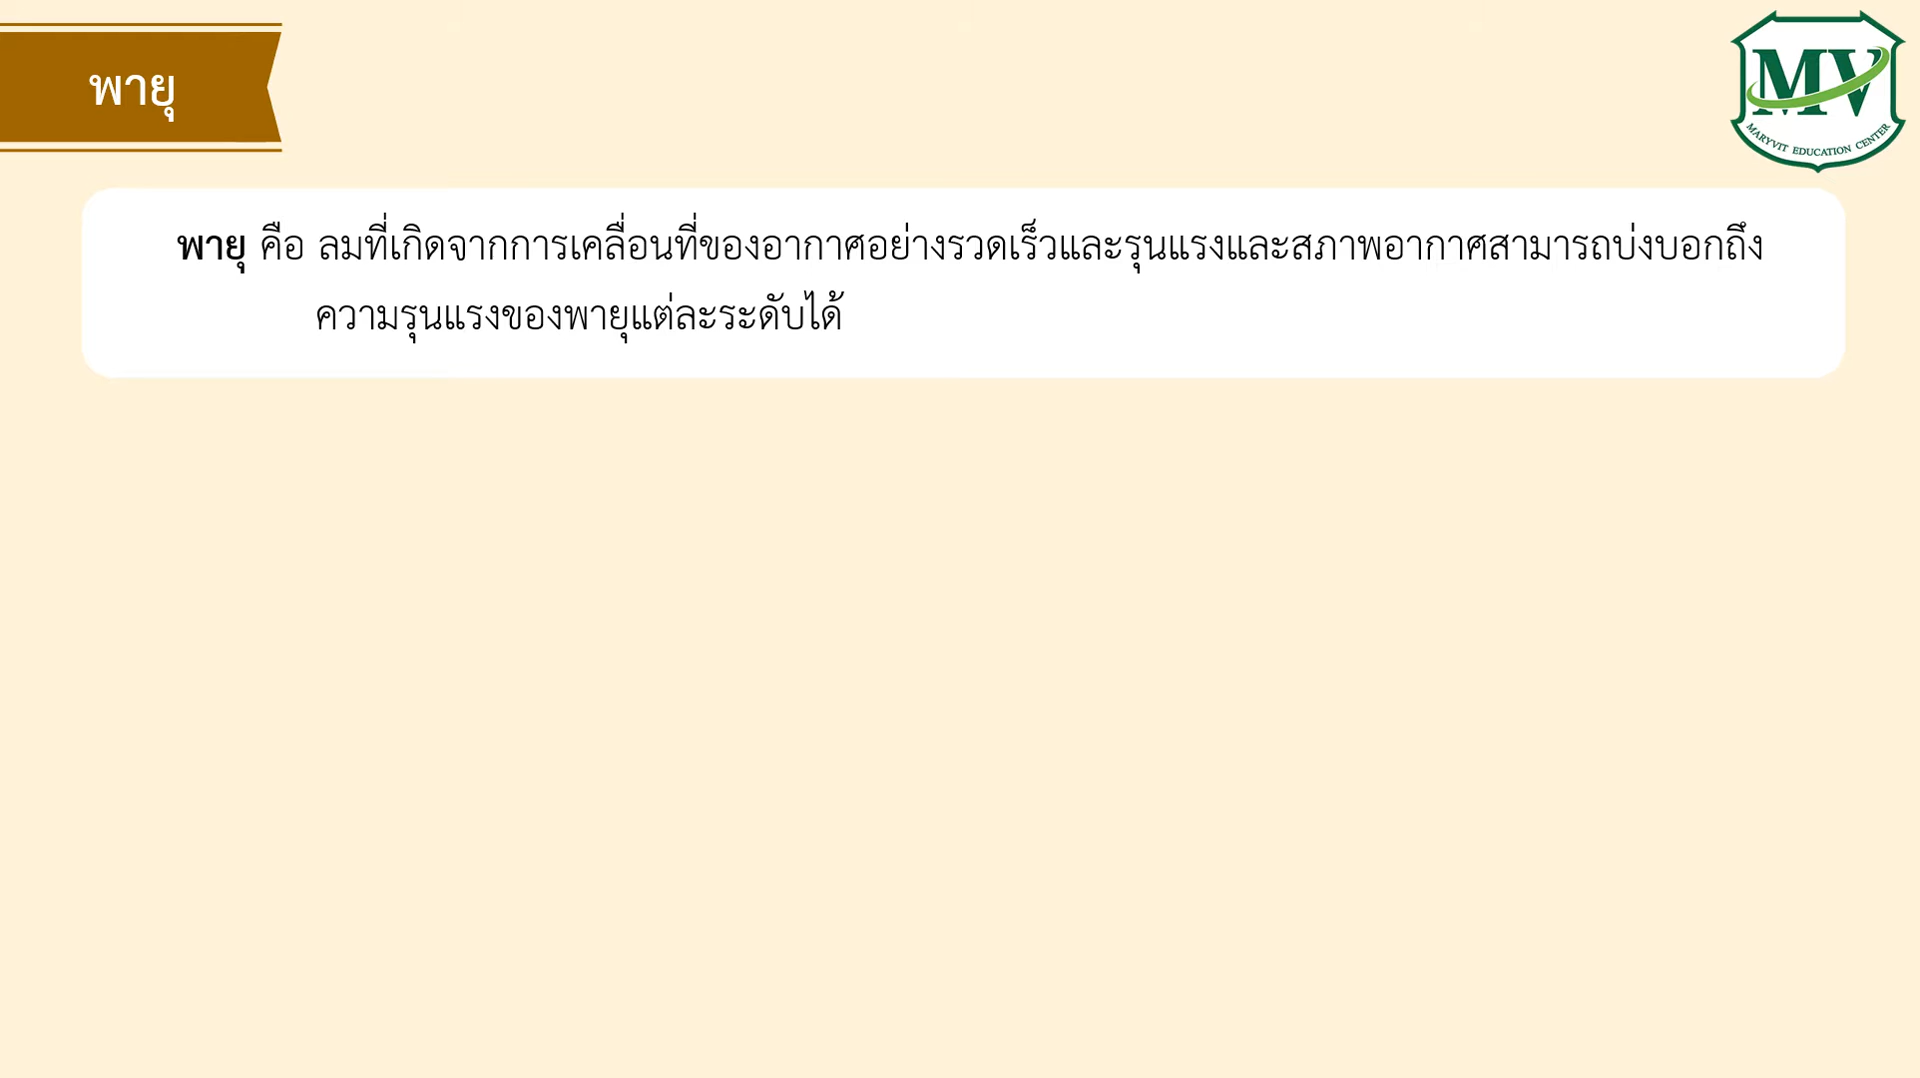 พายุ
MV
MARYVIT EDUCATION CENTER
พายุ คือ ลมที่เกิดจากการเคลื่อนที่ของอากาศอย่างรวดเร็วและรุนแรงและสภาพอากาศสามารถบ่งบอกถึง
ความรุนแรงของพายุแต่ละระดับได้